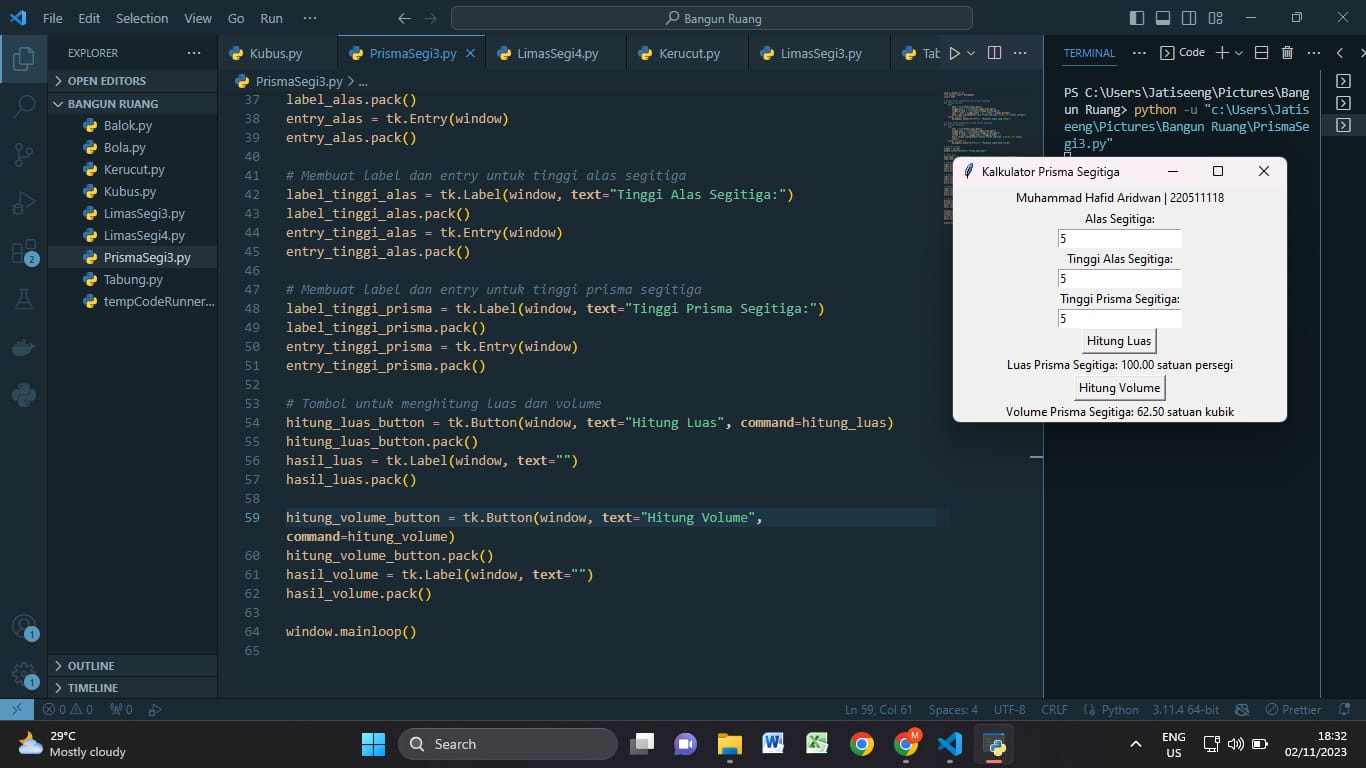 File Edit Selection View Go Run ··· Bangun Ruang
EXPLORER
OPEN EDITORS
BANGUN RUANG
Balok.py
Bola.py
Kerucut.py
Kubus.py
LimasSegi3.py
LimasSegi4.py
PrismaSegi3.py
Tabung.py
tempCodeRunner...
OUTLINE
TIMELINE
2
1
1
Kubus.py PrismaSegi3.py LimasSegi4.py Kerucut.py LimasSegi3.py Tab
PrismaSegi3.py > ...
37 label_alas.pack()
38 entry_alas = tk.Entry(window)
39 entry_alas.pack()
40
41 # Membuat label dan entry untuk tinggi alas segitiga
42 label_tinggi_alas = tk.Label(window, text="Tinggi Alas Segitiga:")
43 label_tinggi_alas.pack()
44 entry_tinggi_alas = tk.Entry(window)
45 entry_tinggi_alas.pack()
46
47 # Membuat label dan entry untuk tinggi prisma segitiga
48 label_tinggi_prisma = tk.Label(window, text="Tinggi Prisma Segitiga:")
49 label_tinggi_prisma.pack()
50 entry_tinggi_prisma = tk.Entry(window)
51 entry_tinggi_prisma.pack()
52
53 # Tombol untuk menghitung luas dan volume
54 hitung_luas_button = tk.Button(window, text="Hitung Luas", command=hitung_luas)
55 hitung_luas_button.pack()
56 hasil_luas = tk.Label(window, text="")
57 hasil_luas.pack()
58
59 hitung_volume_button = tk.Button(window, text="Hitung Volume",
command=hitung_volume)
60 hitung_volume_button.pack()
61 hasil_volume = tk.Label(window, text="")
62 hasil_volume.pack()
63
64 window.mainloop()
65
TERMINAL ··· Code
PS C:\Users\Jatiseeng\Pictures\Bang
un Ruang> python -u "c:\Users\Jatis
eeng\Pictures\Bangun Ruang\PrismaSe
gi3.py"
Kalkulator Prisma Segitiga
Muhammad Hafid Aridwan | 220511118
Alas Segitiga:
5
Tinggi Alas Segitiga:
5
Tinggi Prisma Segitiga:
5
Hitung Luas
Luas Prisma Segitiga: 100.00 satuan persegi
Hitung Volume
Volume Prisma Segitiga: 62.50 satuan kubik
0 0 0 Ln 59, Col 61 Spaces: 4 UTF-8 CRLF Python 3.11.4 64-bit Prettier
29°C
Mostly cloudy
Search
M
ENG
US
18:32
02/11/2023